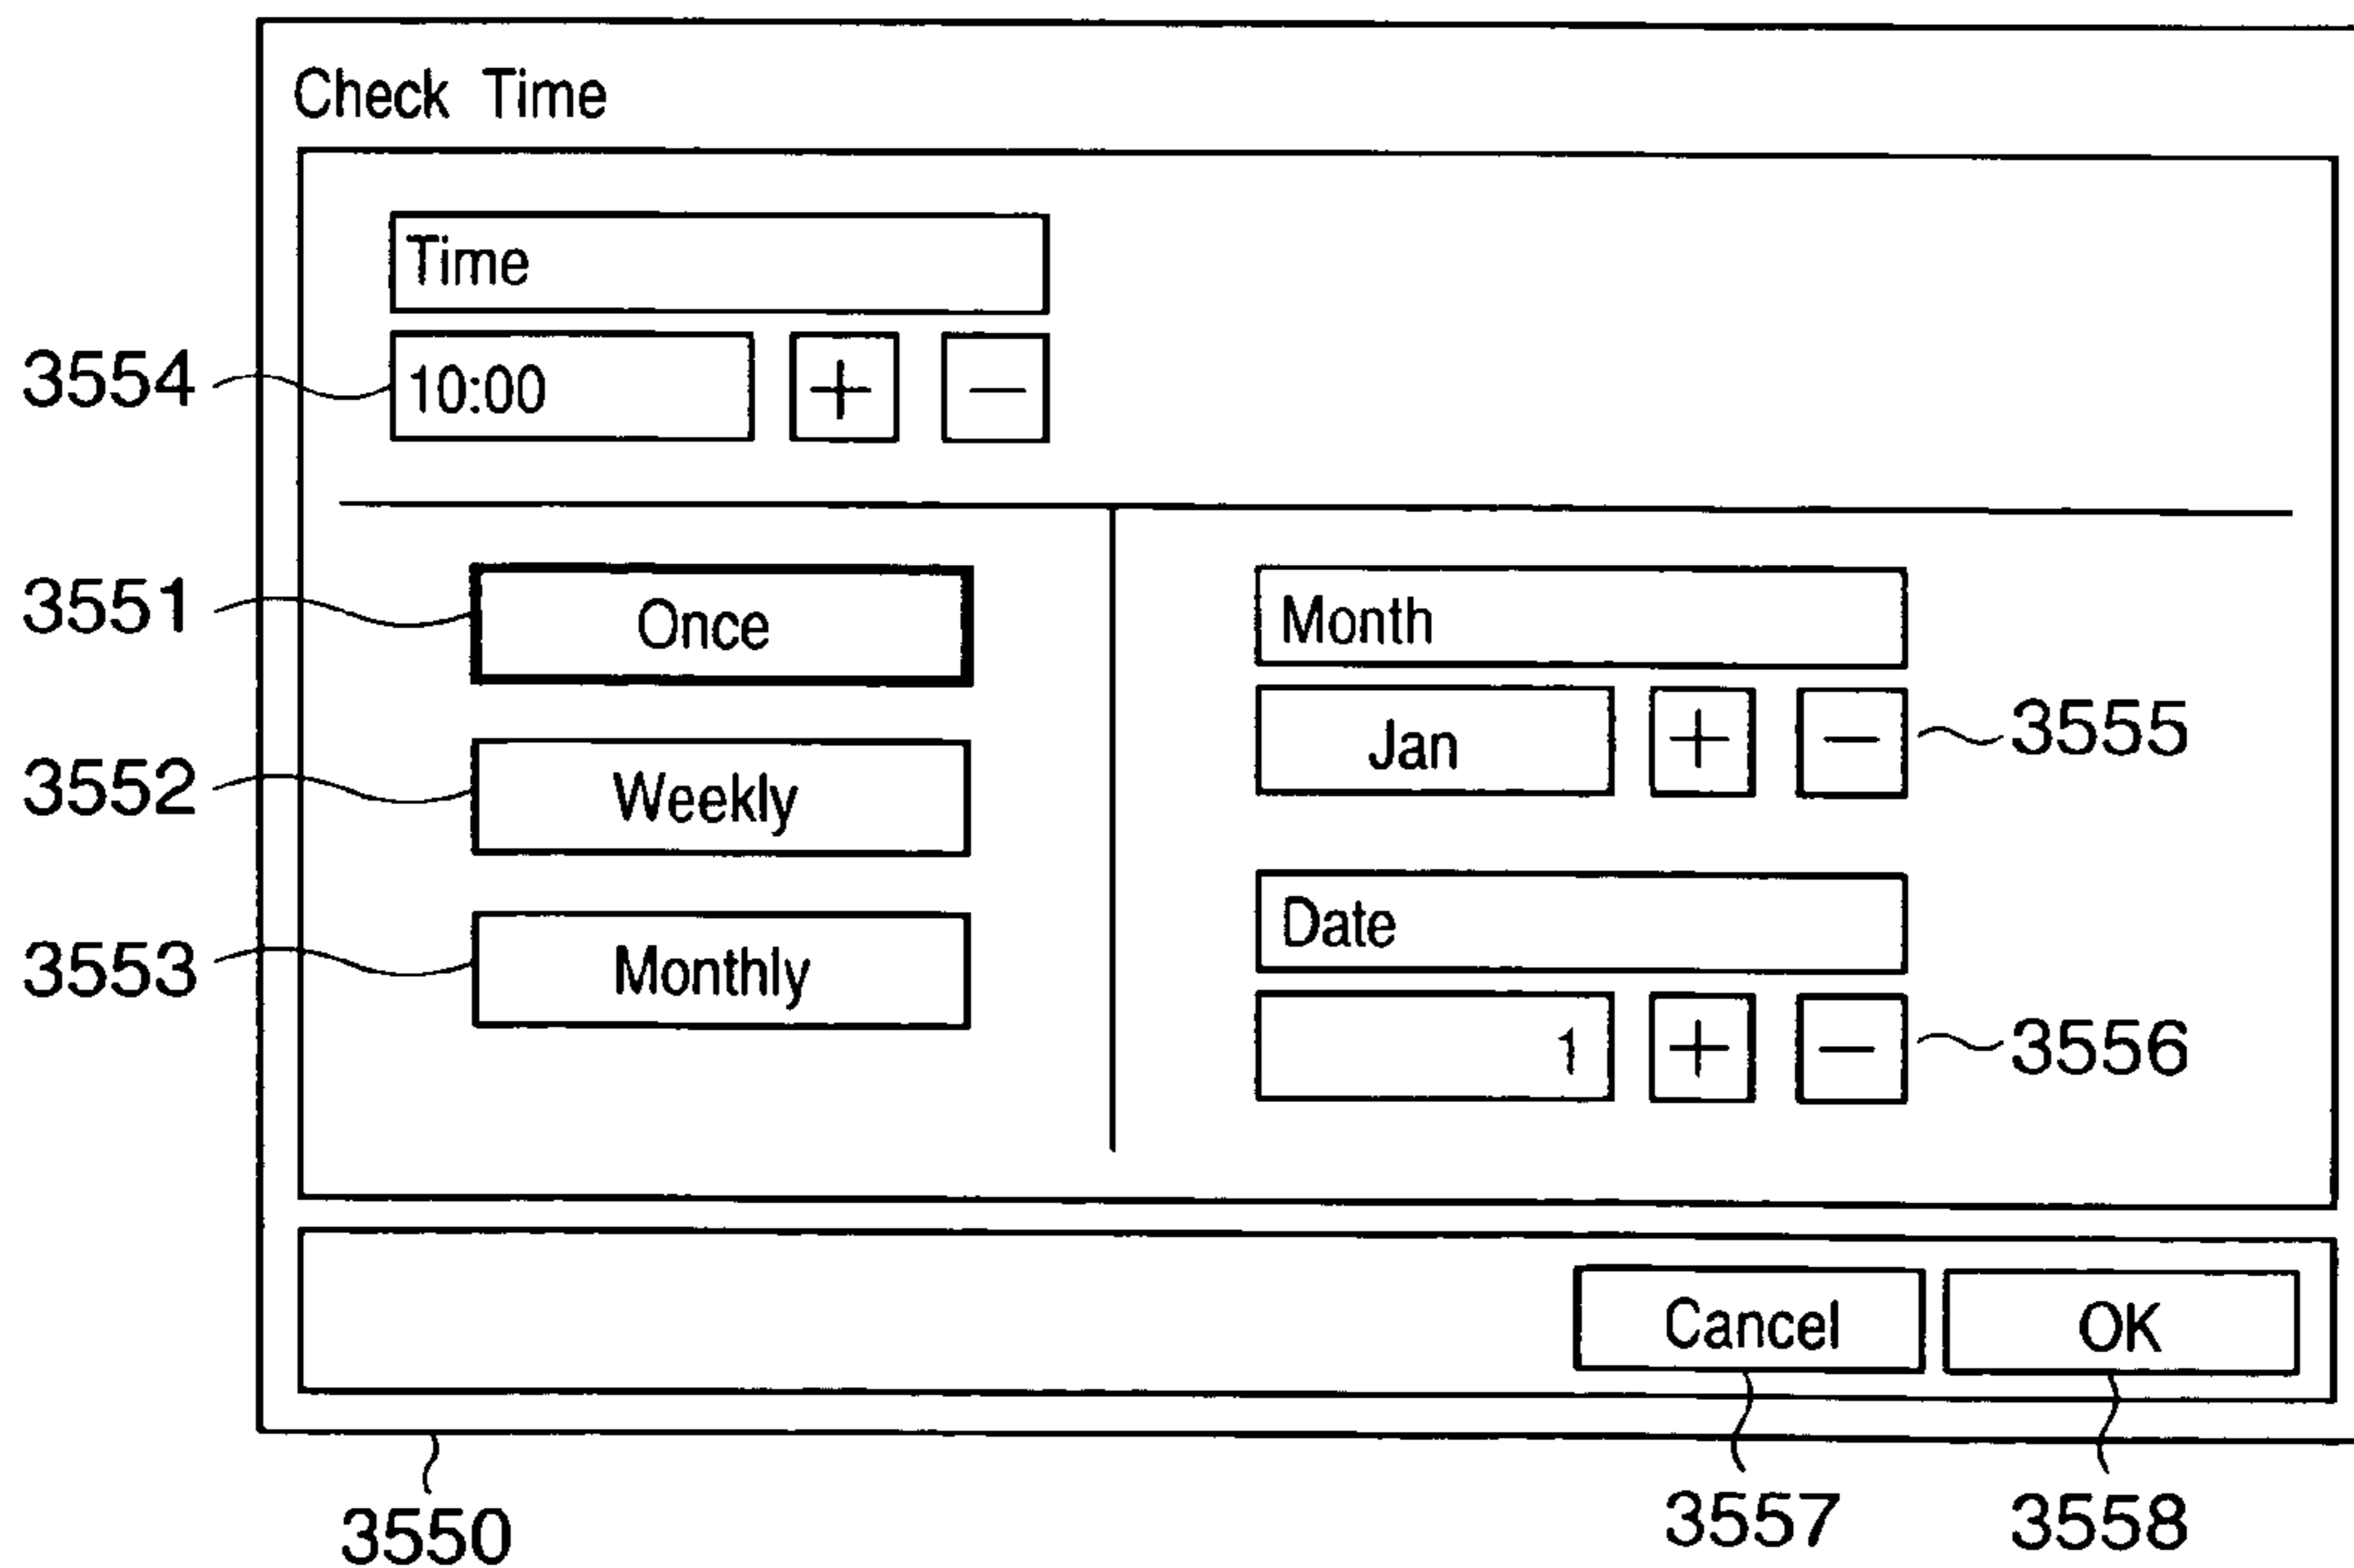 Check Time
Time
3554
10:00
+
−
3551
Once
Month
Jan
+
−
3555
3552
Weekly
Date
3553
Monthly
1
+
−
3556
Cancel
OK
3550
3557
3558